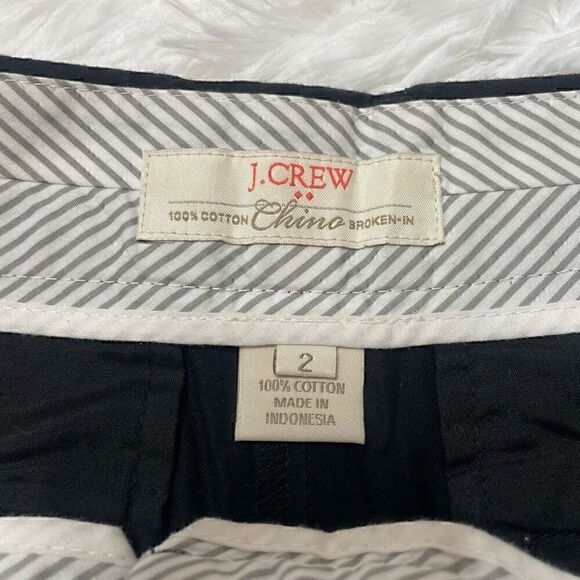 J.CREW
100% COTTON Chino BROKEN-IN
2
100% COTTON
MADE IN
INDONESIA